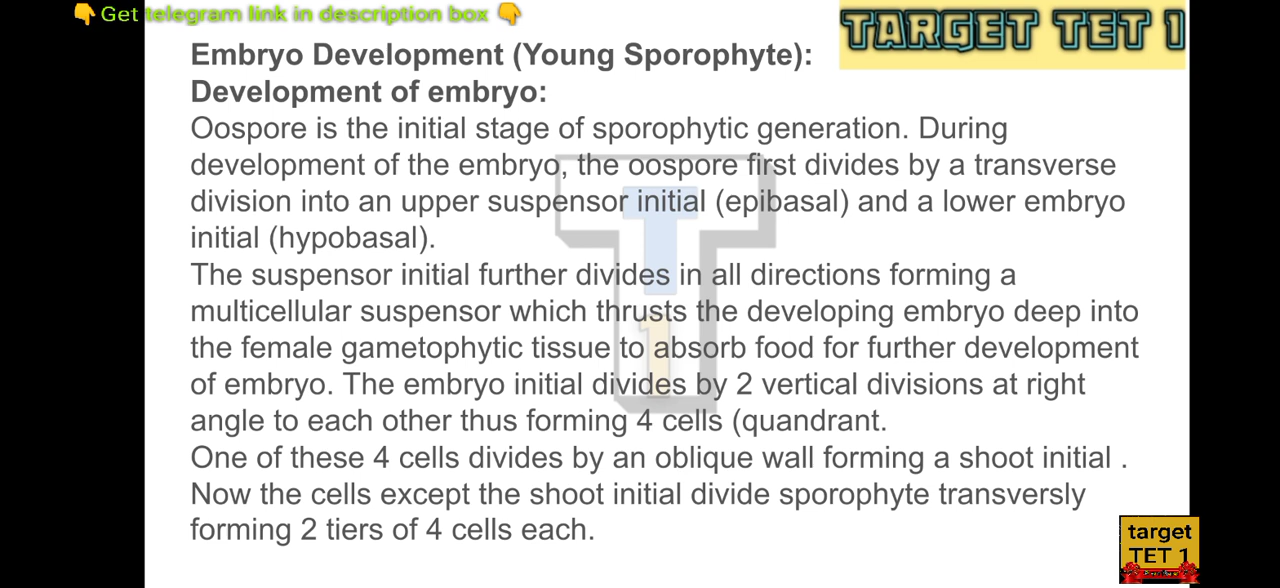 👇 Get telegram link in description box 👇
TARGET TET 1
Embryo Development (Young Sporophyte):
Development of embryo:
Oospore is the initial stage of sporophytic generation. During
development of the embryo, the oospore first divides by a transverse
division into an upper suspensor initial (epibasal) and a lower embryo
initial (hypobasal).
The suspensor initial further divides in all directions forming a
multicellular suspensor which thrusts the developing embryo deep into
the female gametophytic tissue to absorb food for further development
of embryo. The embryo initial divides by 2 vertical divisions at right
angle to each other thus forming 4 cells (quandrant.
One of these 4 cells divides by an oblique wall forming a shoot initial .
Now the cells except the shoot initial divide sporophyte transversly
forming 2 tiers of 4 cells each.
T
1
target
TET 1